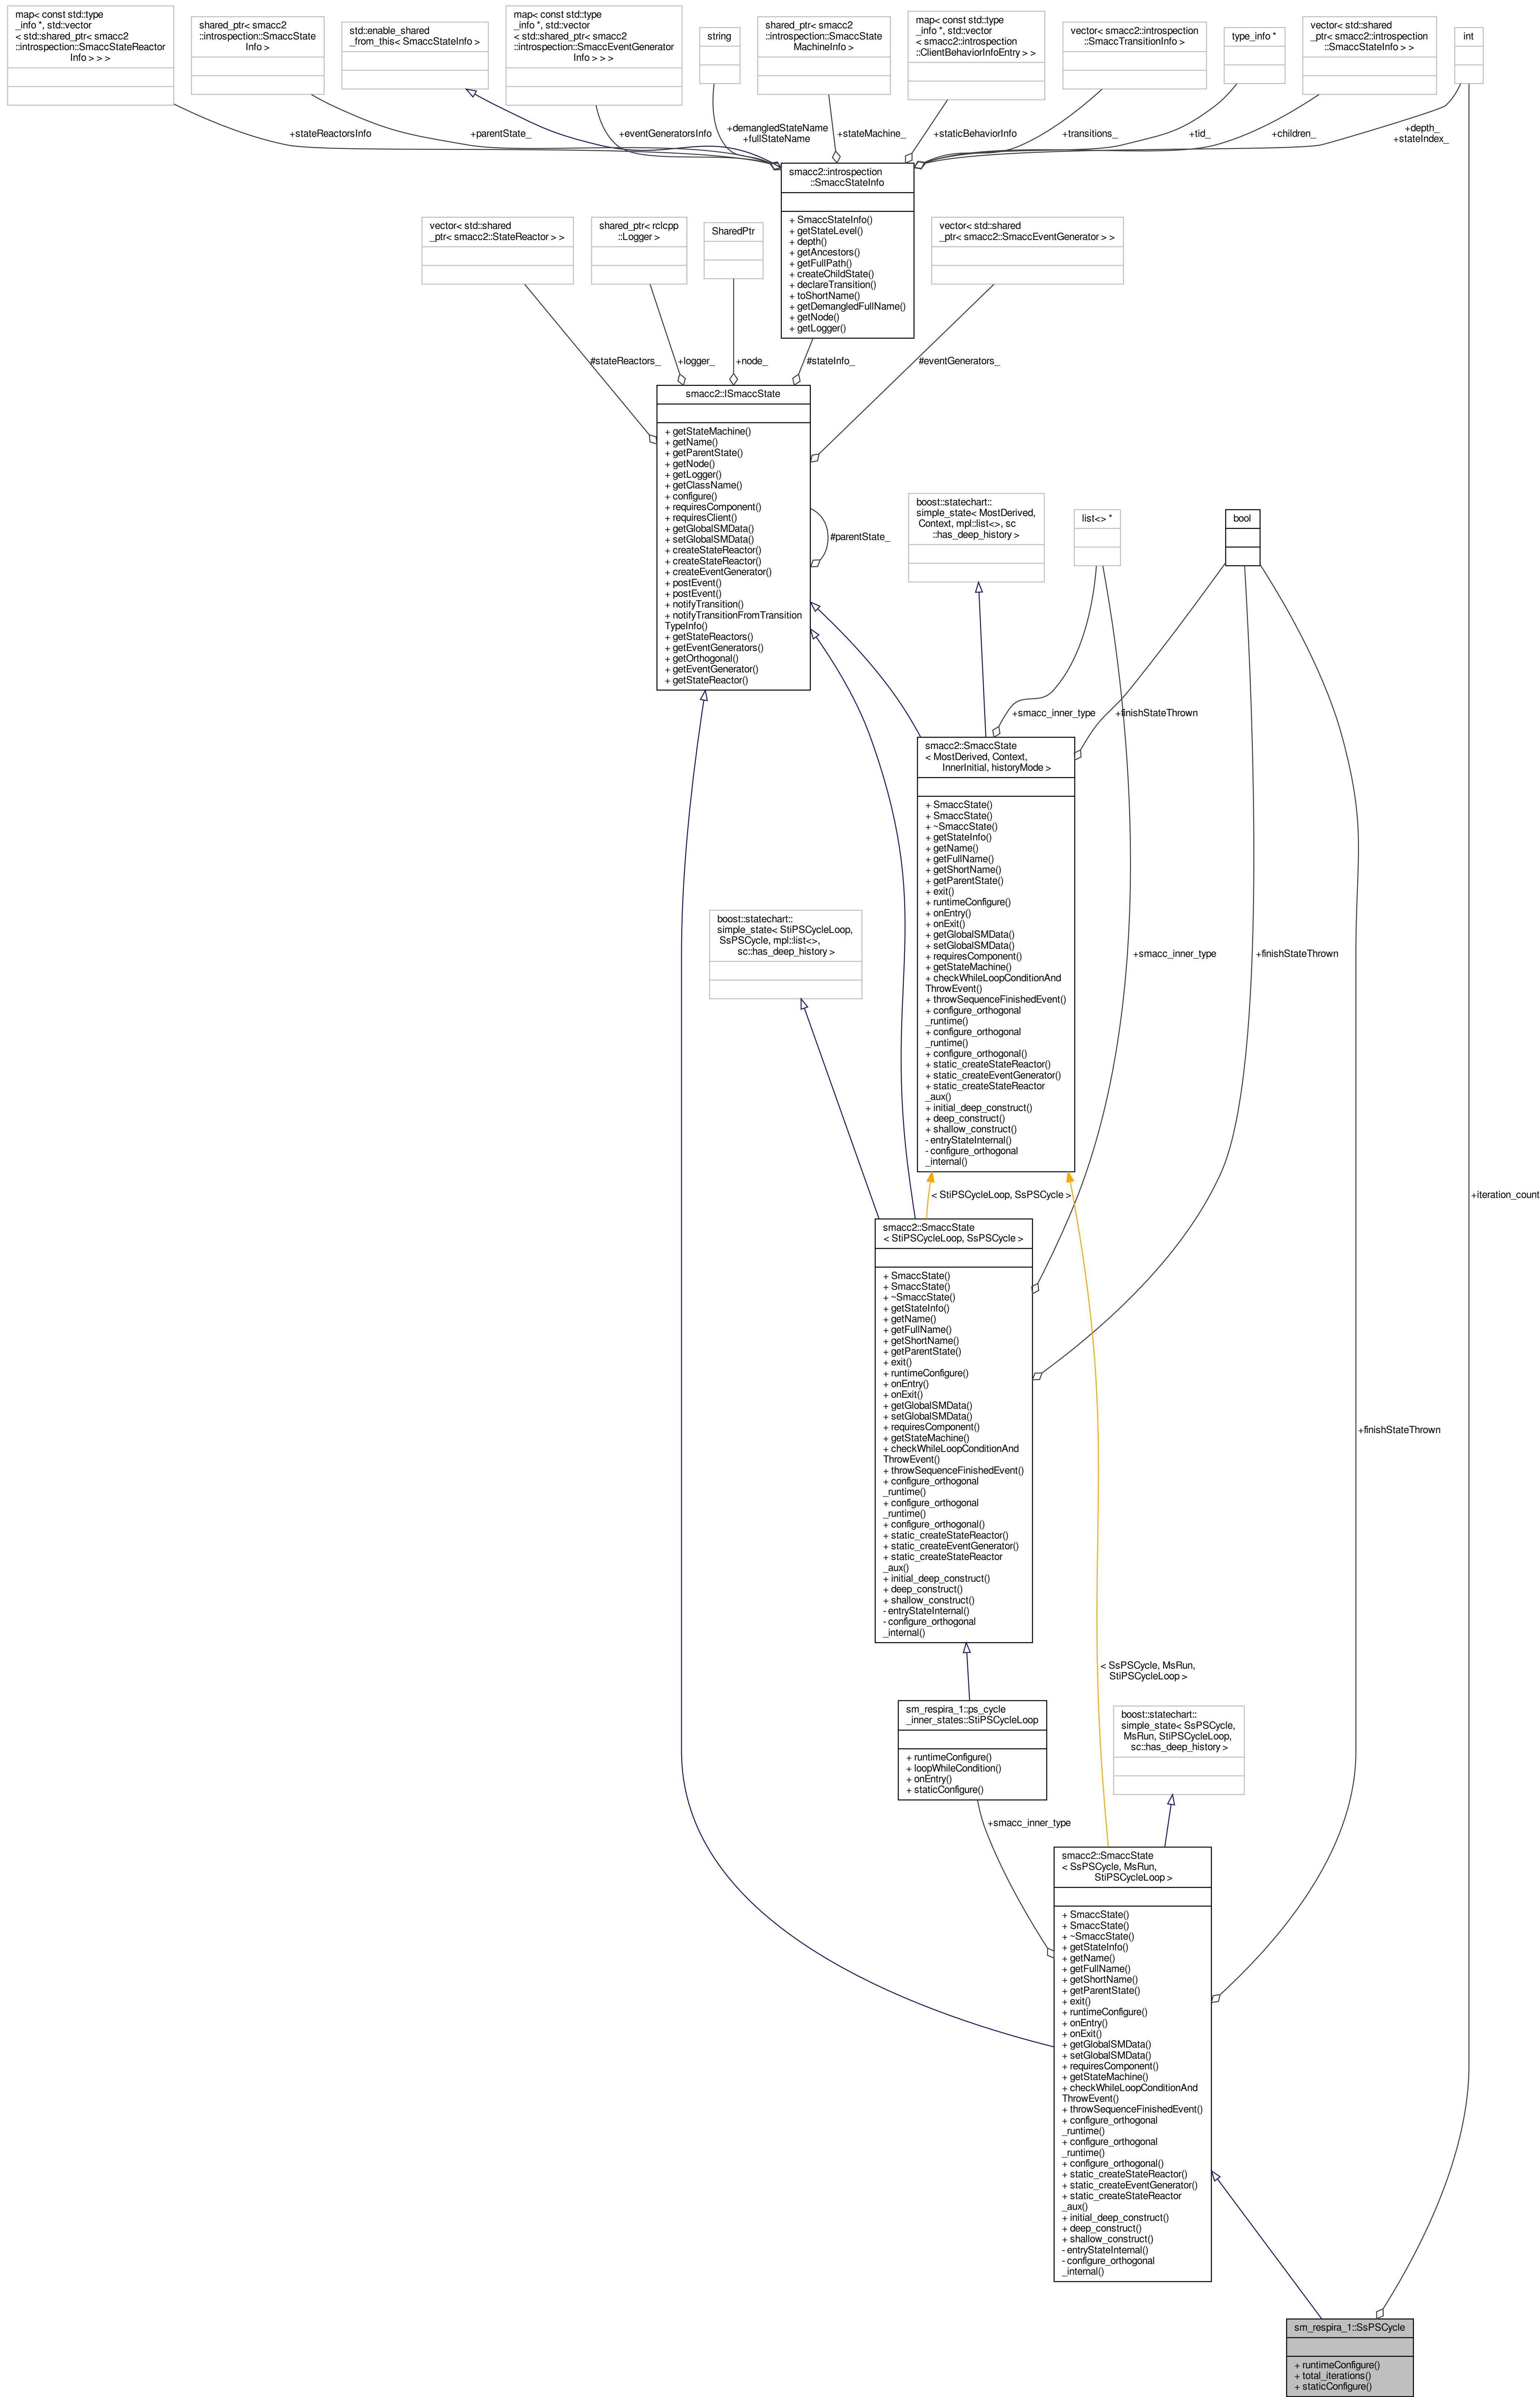 map< const std::type
_info *, std::vector
< std::shared_ptr< smacc2
::introspection::SmaccStateReactor
Info > > >
shared_ptr< smacc2
::introspection::SmaccState
Info >
std::enable_shared
_from_this< SmaccStateInfo >
map< const std::type
_info *, std::vector
< std::shared_ptr< smacc2
::introspection::SmaccEventGenerator
Info > > >
string
shared_ptr< smacc2
::introspection::SmaccState
MachineInfo >
map< const std::type
_info *, std::vector
< smacc2::introspection
::ClientBehaviorInfoEntry > >
vector< smacc2::introspection
::SmaccTransitionInfo >
type_info *
vector< std::shared
_ptr< smacc2::introspection
::SmaccStateInfo > >
int
+stateReactorsInfo
+parentState_
+eventGeneratorsInfo
+demangledStateName
+fullStateName
+stateMachine_
+staticBehaviorInfo
+transitions_
+tid_
+children_
+depth_
+stateIndex_
smacc2::introspection
::SmaccStateInfo
+ SmaccStateInfo()
+ getStateLevel()
+ depth()
+ getAncestors()
+ getFullPath()
+ createChildState()
+ declareTransition()
+ toShortName()
+ getDemangledFullName()
+ getNode()
+ getLogger()
vector< std::shared
_ptr< smacc2::StateReactor > >
shared_ptr< rclcpp
::Logger >
SharedPtr
vector< std::shared
_ptr< smacc2::SmaccEventGenerator > >
#stateReactors_
+logger_
+node_
#stateInfo_
#eventGenerators_
smacc2::ISmaccState
+ getStateMachine()
+ getName()
+ getParentState()
+ getNode()
+ getLogger()
+ getClassName()
+ configure()
+ requiresComponent()
+ requiresClient()
+ getGlobalSMData()
+ setGlobalSMData()
+ createStateReactor()
+ createStateReactor()
+ createEventGenerator()
+ postEvent()
+ postEvent()
+ notifyTransition()
+ notifyTransitionFromTransition
TypeInfo()
+ getStateReactors()
+ getEventGenerators()
+ getOrthogonal()
+ getEventGenerator()
+ getStateReactor()
#parentState_
boost::statechart::
simple_state< MostDerived,
Context, mpl::list<>, sc
::has_deep_history >
list<> *
bool
+smacc_inner_type
+finishStateThrown
smacc2::SmaccState
< MostDerived, Context,
InnerInitial, historyMode >
+ SmaccState()
+ SmaccState()
+ ~SmaccState()
+ getStateInfo()
+ getName()
+ getFullName()
+ getShortName()
+ getParentState()
+ exit()
+ runtimeConfigure()
+ onEntry()
+ onExit()
+ getGlobalSMData()
+ setGlobalSMData()
+ requiresComponent()
+ getStateMachine()
+ checkWhileLoopConditionAnd
ThrowEvent()
+ throwSequenceFinishedEvent()
+ configure_orthogonal
_runtime()
+ configure_orthogonal
_runtime()
+ configure_orthogonal()
+ static_createStateReactor()
+ static_createEventGenerator()
+ static_createStateReactor
_aux()
+ initial_deep_construct()
+ deep_construct()
+ shallow_construct()
- entryStateInternal()
- configure_orthogonal
_internal()
boost::statechart::
simple_state< StiPSCycleLoop,
SsPSCycle, mpl::list<>,
sc::has_deep_history >
+smacc_inner_type
+finishStateThrown
+iteration_count
< StiPSCycleLoop, SsPSCycle >
smacc2::SmaccState
< StiPSCycleLoop, SsPSCycle >
+ SmaccState()
+ SmaccState()
+ ~SmaccState()
+ getStateInfo()
+ getName()
+ getFullName()
+ getShortName()
+ getParentState()
+ exit()
+ runtimeConfigure()
+ onEntry()
+ onExit()
+ getGlobalSMData()
+ setGlobalSMData()
+ requiresComponent()
+ getStateMachine()
+ checkWhileLoopConditionAnd
ThrowEvent()
+ throwSequenceFinishedEvent()
+ configure_orthogonal
_runtime()
+ configure_orthogonal
_runtime()
+ configure_orthogonal()
+ static_createStateReactor()
+ static_createEventGenerator()
+ static_createStateReactor
_aux()
+ initial_deep_construct()
+ deep_construct()
+ shallow_construct()
- entryStateInternal()
- configure_orthogonal
_internal()
+finishStateThrown
< SsPSCycle, MsRun,
StiPSCycleLoop >
sm_respira_1::ps_cycle
_inner_states::StiPSCycleLoop
+ runtimeConfigure()
+ loopWhileCondition()
+ onEntry()
+ staticConfigure()
boost::statechart::
simple_state< SsPSCycle,
MsRun, StiPSCycleLoop,
sc::has_deep_history >
+smacc_inner_type
smacc2::SmaccState
< SsPSCycle, MsRun,
StiPSCycleLoop >
+ SmaccState()
+ SmaccState()
+ ~SmaccState()
+ getStateInfo()
+ getName()
+ getFullName()
+ getShortName()
+ getParentState()
+ exit()
+ runtimeConfigure()
+ onEntry()
+ onExit()
+ getGlobalSMData()
+ setGlobalSMData()
+ requiresComponent()
+ getStateMachine()
+ checkWhileLoopConditionAnd
ThrowEvent()
+ throwSequenceFinishedEvent()
+ configure_orthogonal
_runtime()
+ configure_orthogonal
_runtime()
+ configure_orthogonal()
+ static_createStateReactor()
+ static_createEventGenerator()
+ static_createStateReactor
_aux()
+ initial_deep_construct()
+ deep_construct()
+ shallow_construct()
- entryStateInternal()
- configure_orthogonal
_internal()
sm_respira_1::SsPSCycle
+ runtimeConfigure()
+ total_iterations()
+ staticConfigure()